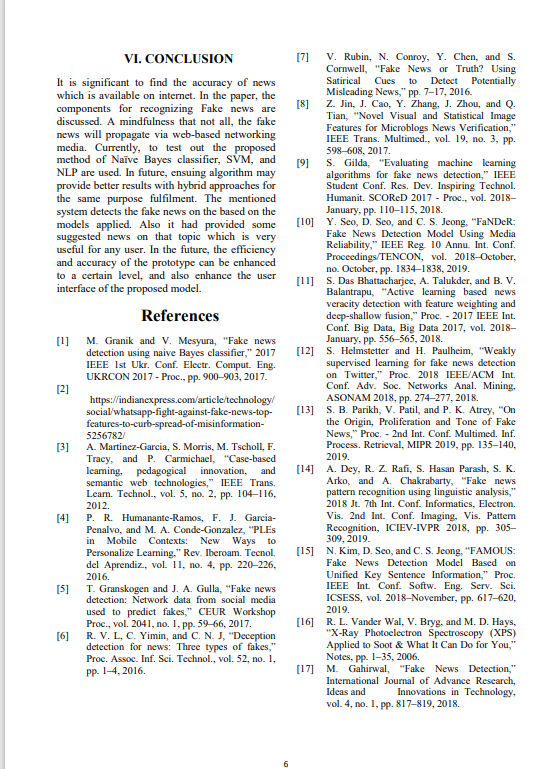 VI. CONCLUSION
It is significant to find the accuracy of news
which is available on internet. In the paper, the
components for recognizing Fake news are
discussed. A mindfulness that not all, the fake
news will propagate via web-based networking
media. Currently, to test out the proposed
method of Naïve Bayes classifier, SVM, and
NLP are used. In future, ensuing algorithm may
provide better results with hybrid approaches for
the same purpose fulfilment. The mentioned
system detects the fake news on the based on the
models applied. Also it had provided some
suggested news on that topic which is very
useful for any user. In the future, the efficiency
and accuracy of the prototype can be enhanced
to a certain level, and also enhance the user
interface of the proposed model.
References
[1] M. Granik and V. Mesyura, “Fake news
detection using naive Bayes classifier,” 2017
IEEE 1st Ukr. Conf. Electr. Comput. Eng.
UKRCON 2017 - Proc., pp. 900–903, 2017.
[2]
https://indianexpress.com/article/technology/
social/whatsapp-fight-against-fake-news-top-
features-to-curb-spread-of-misinformation-
5256782/
[3] A. Martinez-Garcia, S. Morris, M. Tscholl, F.
Tracy, and P. Carmichael, “Case-based
learning, pedagogical innovation, and
semantic web technologies,” IEEE Trans.
Learn. Technol., vol. 5, no. 2, pp. 104–116,
2012.
[4] P. R. Humanante-Ramos, F. J. Garcia-
Penalvo, and M. A. Conde-Gonzalez, “PLEs
in Mobile Contexts: New Ways to
Personalize Learning,” Rev. Iberoam. Tecnol.
del Aprendiz., vol. 11, no. 4, pp. 220–226,
2016.
[5] T. Granskogen and J. A. Gulla, “Fake news
detection: Network data from social media
used to predict fakes,” CEUR Workshop
Proc., vol. 2041, no. 1, pp. 59–66, 2017.
[6] R. V. L, C. Yimin, and C. N. J, “Deception
detection for news: Three types of fakes,”
Proc. Assoc. Inf. Sci. Technol., vol. 52, no. 1,
pp. 1–4, 2016.
[7] V. Rubin, N. Conroy, Y. Chen, and S.
Cornwell, “Fake News or Truth? Using
Satirical Cues to Detect Potentially
Misleading News,” pp. 7–17, 2016.
[8] Z. Jin, J. Cao, Y. Zhang, J. Zhou, and Q.
Tian, “Novel Visual and Statistical Image
Features for Microblogs News Verification,”
IEEE Trans. Multimed., vol. 19, no. 3, pp.
598–608, 2017.
[9] S. Gilda, “Evaluating machine learning
algorithms for fake news detection,” IEEE
Student Conf. Res. Dev. Inspiring Technol.
Humanit. SCOReD 2017 - Proc., vol. 2018–
January, pp. 110–115, 2018.
[10] Y. Seo, D. Seo, and C. S. Jeong, “FaNDeR:
Fake News Detection Model Using Media
Reliability,” IEEE Reg. 10 Annu. Int. Conf.
Proceedings/TENCON, vol. 2018–October,
no. October, pp. 1834–1838, 2019.
[11] S. Das Bhattacharjee, A. Talukder, and B. V.
Balantrapu, “Active learning based news
veracity detection with feature weighting and
deep-shallow fusion,” Proc. - 2017 IEEE Int.
Conf. Big Data, Big Data 2017, vol. 2018–
January, pp. 556–565, 2018.
[12] S. Helmstetter and H. Paulheim, “Weakly
supervised learning for fake news detection
on Twitter,” Proc. 2018 IEEE/ACM Int.
Conf. Adv. Soc. Networks Anal. Mining,
ASONAM 2018, pp. 274–277, 2018.
[13] S. B. Parikh, V. Patil, and P. K. Atrey, “On
the Origin, Proliferation and Tone of Fake
News,” Proc. - 2nd Int. Conf. Multimed. Inf.
Process. Retrieval, MIPR 2019, pp. 135–140,
2019.
[14] A. Dey, R. Z. Rafi, S. Hasan Parash, S. K.
Arko, and A. Chakrabarty, “Fake news
pattern recognition using linguistic analysis,”
2018 Jt. 7th Int. Conf. Informatics, Electron.
Vis. 2nd Int. Conf. Imaging, Vis. Pattern
Recognition, ICIEV-IVPR 2018, pp. 305–
309, 2019.
[15] N. Kim, D. Seo, and C. S. Jeong, “FAMOUS:
Fake News Detection Model Based on
Unified Key Sentence Information,” Proc.
IEEE Int. Conf. Softw. Eng. Serv. Sci.
ICSESS, vol. 2018–November, pp. 617–620,
2019.
[16] R. L. Vander Wal, V. Bryg, and M. D. Hays,
“X-Ray Photoelectron Spectroscopy (XPS)
Applied to Soot & What It Can Do for You,”
Notes, pp. 1–35, 2006.
[17] M. Gahirwal, “Fake News Detection,”
International Journal of Advance Research,
Ideas and Innovations in Technology,
vol. 4, no. 1, pp. 817–819, 2018.
6